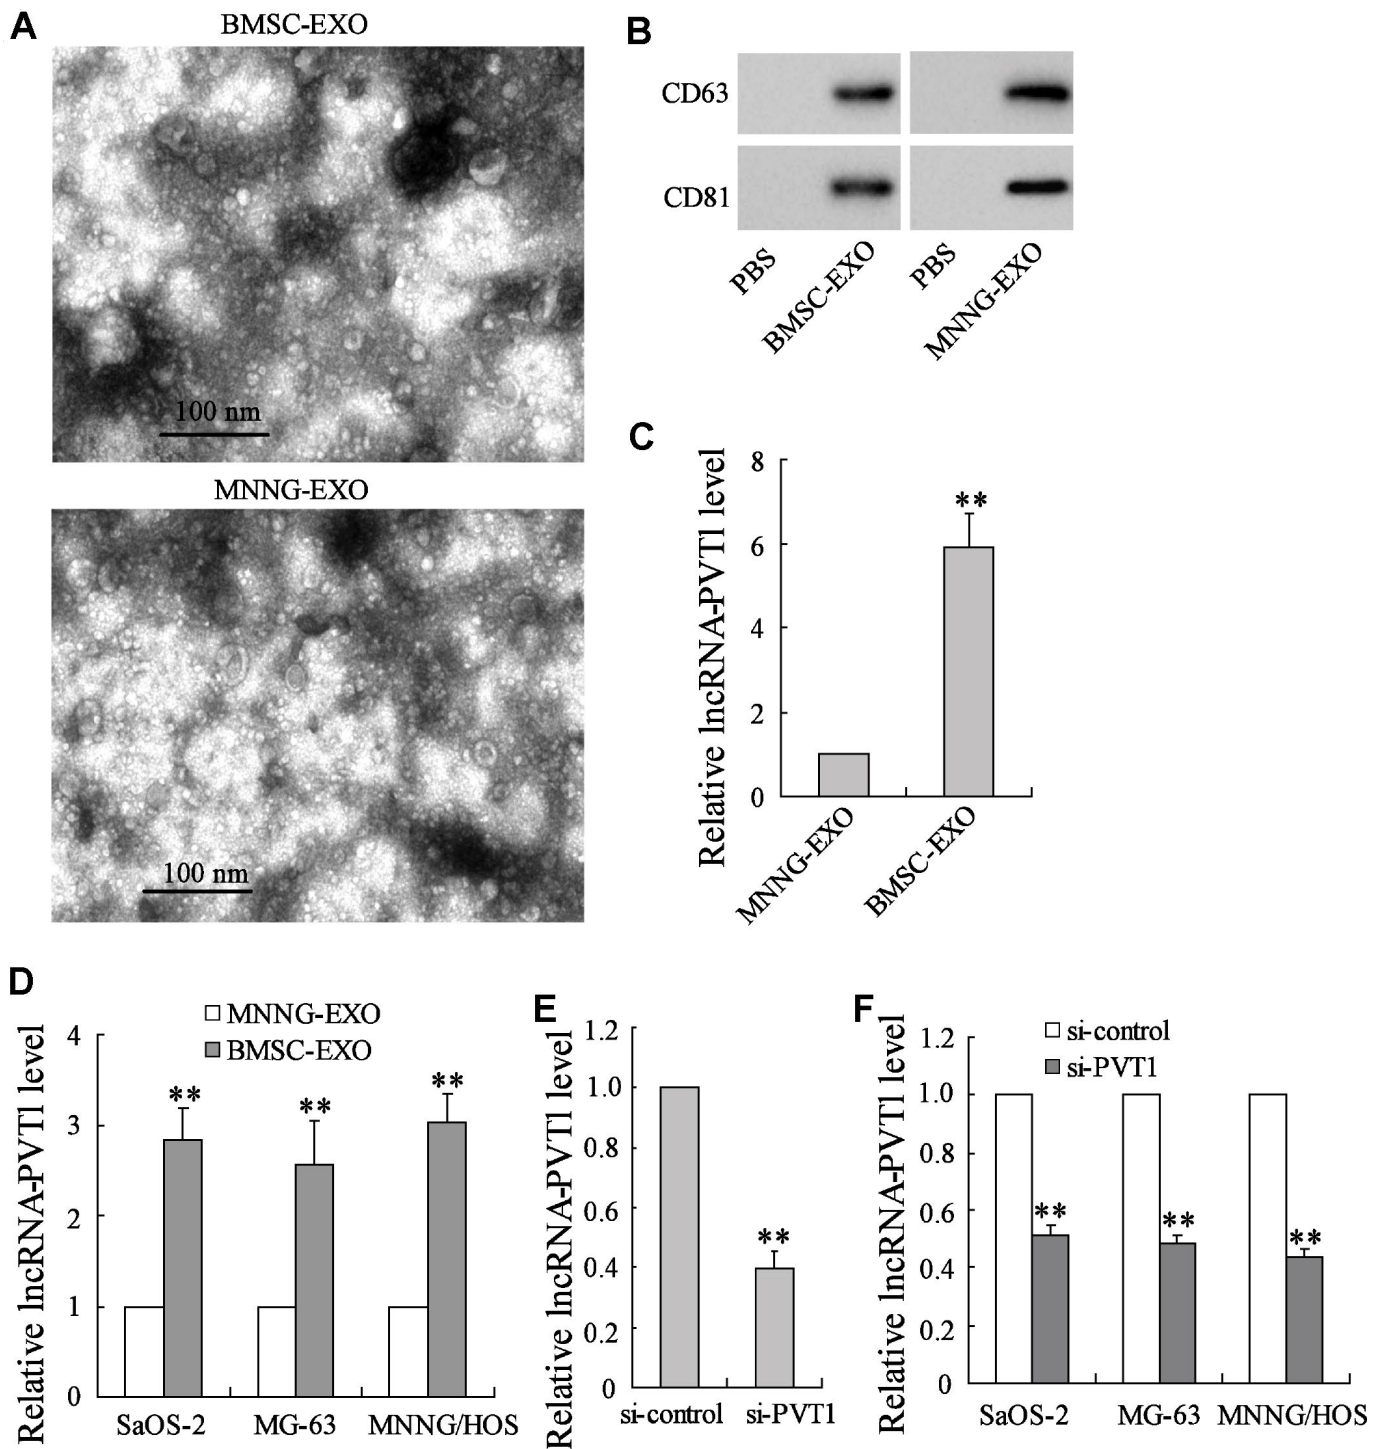 A
BMSC-EXO
100 nm
MNNG-EXO
100 nm
B
CD63
CD81
PBS
BMSC-EXO
PBS
MNNG-EXO
C
Relative lncRNA-PVT1 level
8
6
4
2
0
**
MNNG-EXO
BMSC-EXO
D
MNNG-EXO
BMSC-EXO
Relative lncRNA-PVT1 level
4
3
2
1
0
**
**
**
SaOS-2
MG-63
MNNG/HOS
E
Relative lncRNA-PVT1 level
1.2
1.0
0.8
0.6
0.4
0.2
0
**
si-control
si-PVT1
F
si-control
si-PVT1
Relative lncRNA-PVT1 level
1.2
1.0
0.8
0.6
0.4
0.2
0
**
**
**
SaOS-2
MG-63
MNNG/HOS